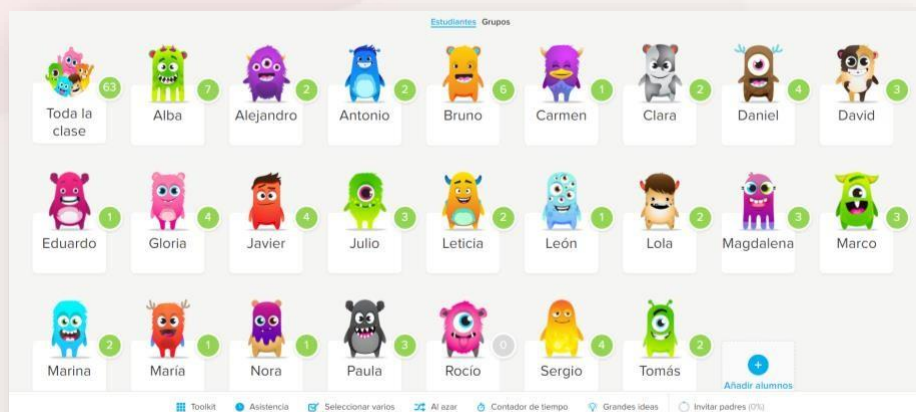 Estudiantes Grupos
63 7 2 2 6 1 2 4 3
Toda la clase Alba Alejandro Antonio Bruno Carmen Clara Daniel David
1 4 4 3 2 1 2 3 3
Eduardo Gloria Javier Julio Leticia León Lola Magdalena Marco
2 1 1 3 0 4 2
Marina María Nora Paula Rocío Sergio Tomás
Añadir alumnos
Toolkit Asistencia Seleccionar varios Al azar Contador de tiempo Grandes ideas Invitar padres (0%)